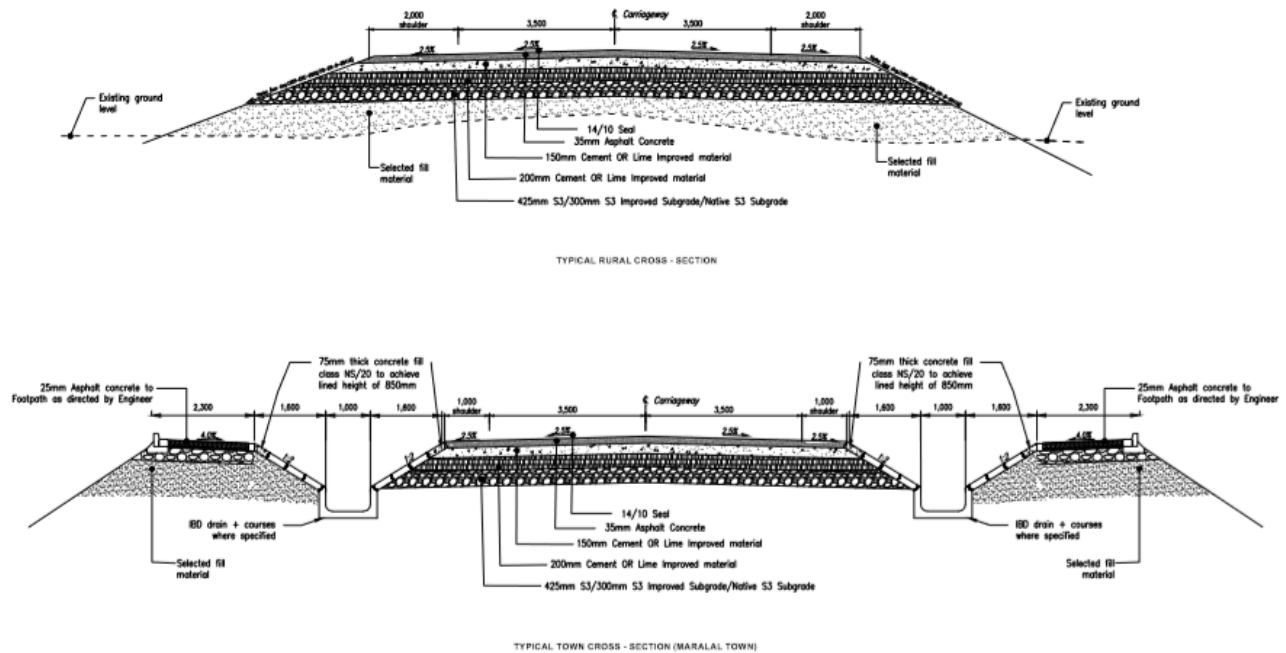 2,000
shoulder
3,500
℄ Carriageway
3,500
2,000
shoulder
2.5%
2.5%
2.5%
2.5%
Existing ground
level
Existing ground
level
14/10 Seal
35mm Asphalt Concrete
150mm Cement OR Lime Improved material
Selected fill
material
Selected fill
material
200mm Cement OR Lime Improved material
425mm S3/300mm S3 Improved Subgrade/Native S3 Subgrade
TYPICAL RURAL CROSS - SECTION
75mm thick concrete fill
class NS/20 to achieve
lined height of 850mm
75mm thick concrete fill
class NS/20 to achieve
lined height of 850mm
25mm Asphalt concrete to
Footpath as directed by Engineer
25mm Asphalt concrete to
Footpath as directed by Engineer
2,300
1,600
1,000
1,600
1,000
shoulder
3,500
℄ Carriageway
3,500
1,000
shoulder
1,600
1,000
1,600
2,300
4.0%
2.5%
2.5%
2.5%
2.5%
4.0%
IBD drain + courses
where specified
14/10 Seal
35mm Asphalt Concrete
IBD drain + courses
where specified
150mm Cement OR Lime Improved material
Selected fill
material
200mm Cement OR Lime Improved material
Selected fill
material
425mm S3/300mm S3 Improved Subgrade/Native S3 Subgrade
TYPICAL TOWN CROSS - SECTION (MARALAL TOWN)